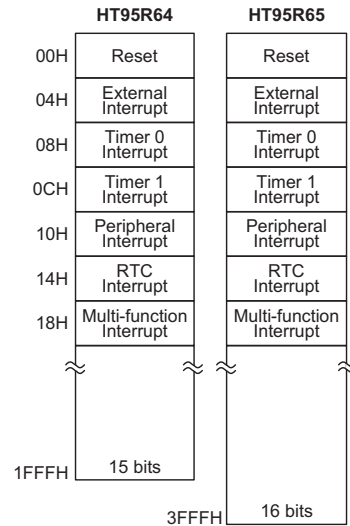 HT95R64 HT95R65
00H Reset Reset
04H External Interrupt External Interrupt
08H Timer 0 Interrupt Timer 0 Interrupt
0CH Timer 1 Interrupt Timer 1 Interrupt
10H Peripheral Interrupt Peripheral Interrupt
14H RTC Interrupt RTC Interrupt
18H Multi-function Interrupt Multi-function Interrupt
1FFFH 15 bits
3FFFH 16 bits